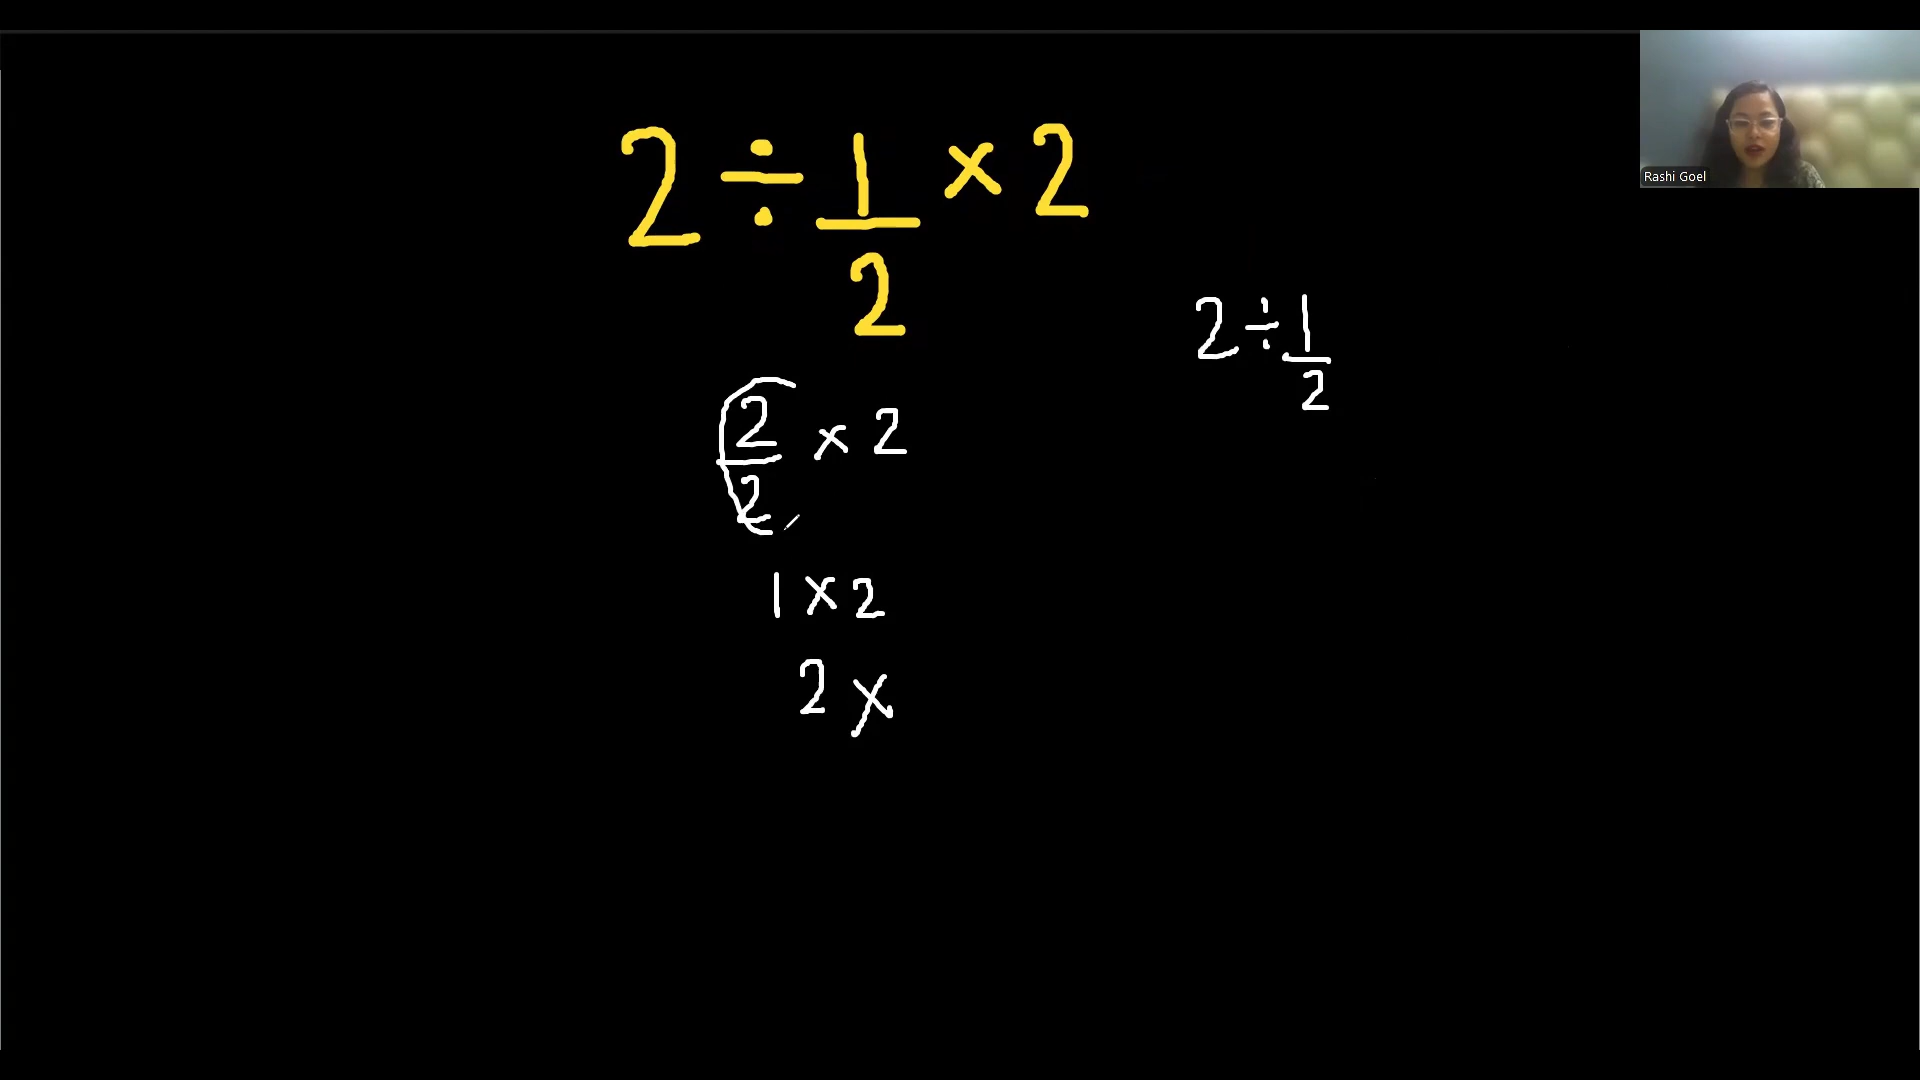 2 ÷ 1/2 × 2
Rashi Goel
2 ÷ 1/2
2/2 × 2
1 × 2
2 ×